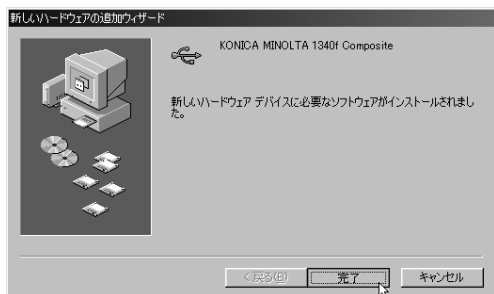 新しいハードウェアの追加ウィザード
KONICA MINOLTA 1340f Composite
新しいハードウェア デバイスに必要なソフトウェアがインストールされまし
た。
< 戻る(B)
完了
キャンセル